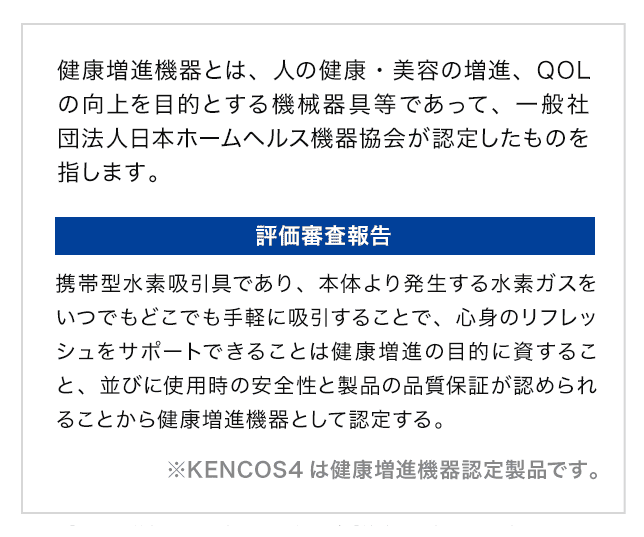 健康増進機器とは、人の健康・美容の増進、QOL
の向上を目的とする機械器具等であって、一般社
団法人日本ホームヘルス機器協会が認定したものを
指します。
評価審査報告
携帯型水素吸引具であり、本体より発生する水素ガスを
いつでもどこでも手軽に吸引することで、心身のリフレッ
シュをサポートできることは健康増進の目的に資するこ
と、並びに使用時の安全性と製品の品質保証が認められ
ることから健康増進機器として認定する。
※KENCOS4 は健康増進機器認定製品です。